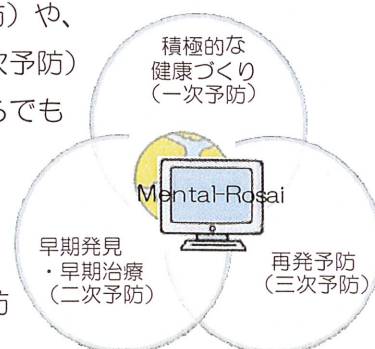 防）や、
次予防）
らでも
防
積極的な
健康づくり
（一次予防）
Mental-Rosai
早期発見
・早期治療
（二次予防）
再発予防
（三次予防）